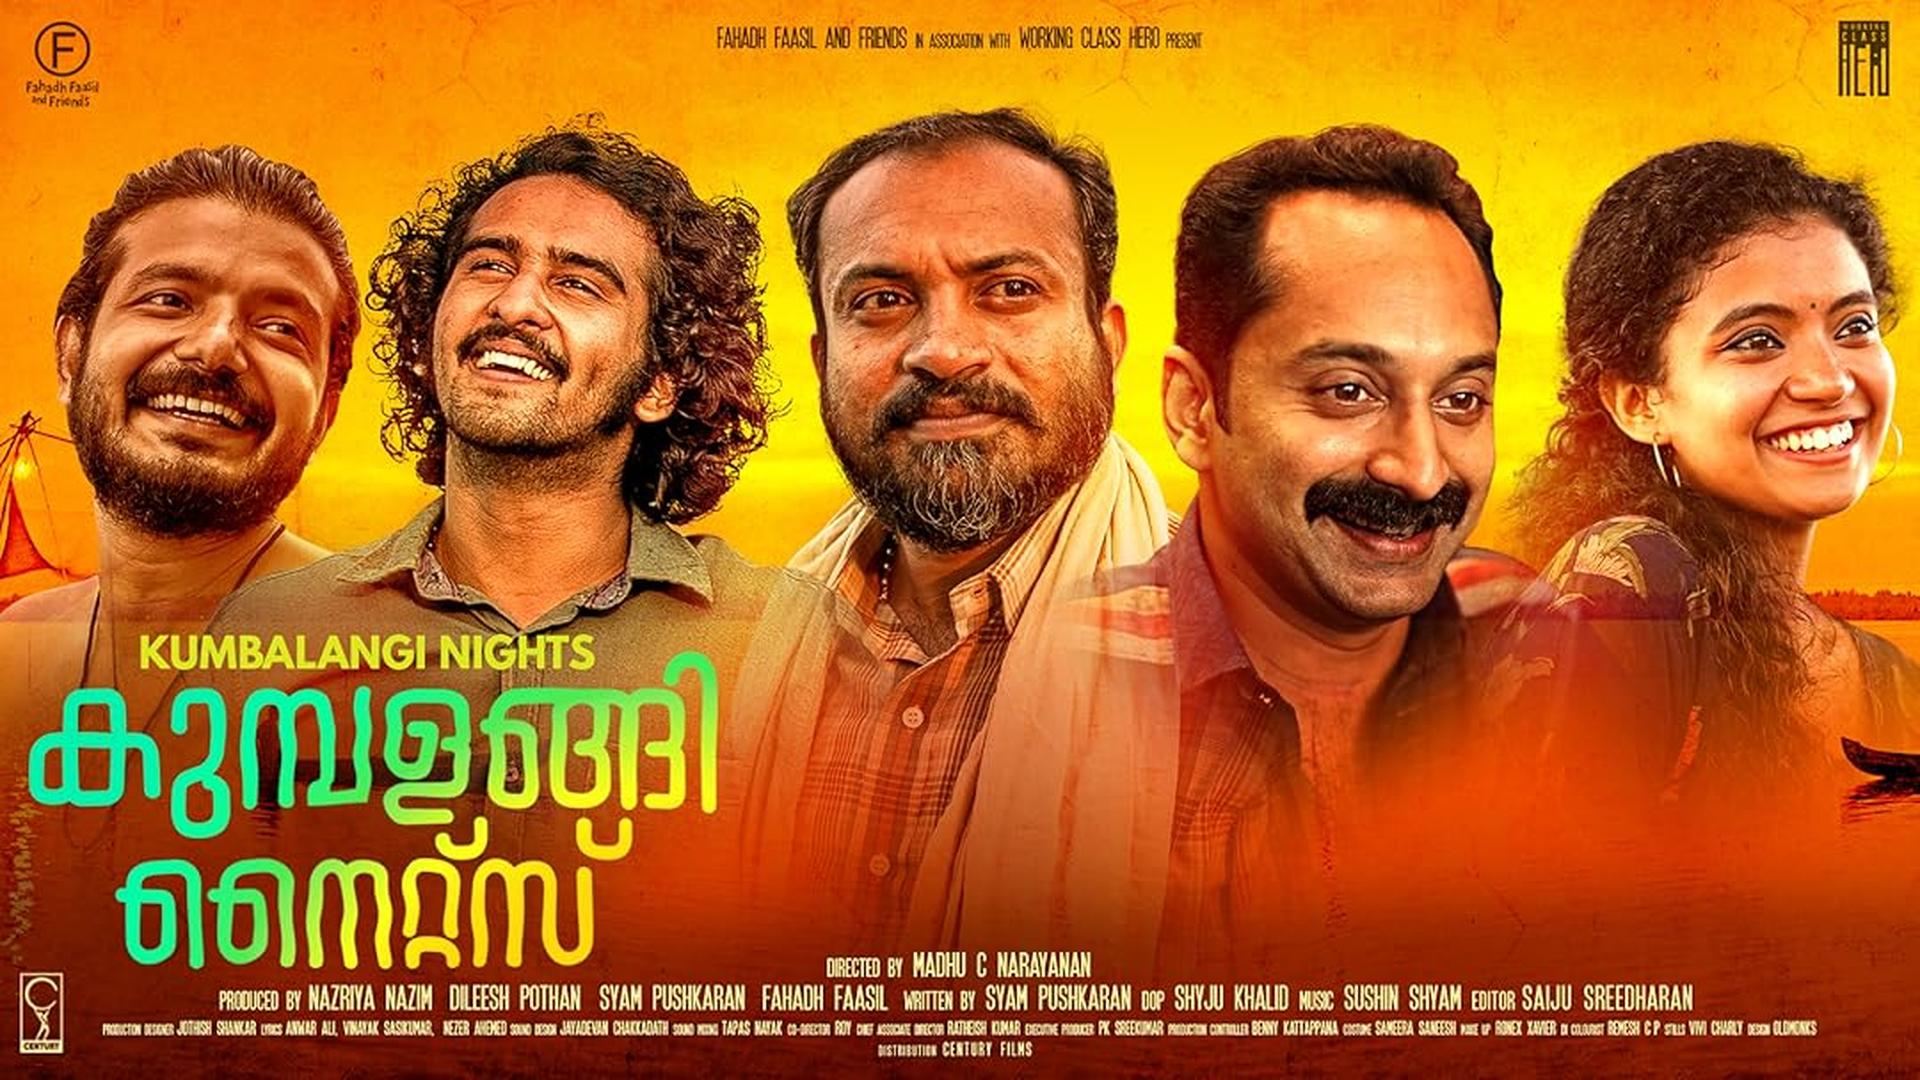 Fahadh Faasil
and Friends
FAHADH FAASIL AND FRIENDS IN ASSOCIATION WITH WORKING CLASS HERO PRESENT
WORKING
CLASS
HERO
KUMBALANGI NIGHTS
കുമ്പളങ്ങി
നൈറ്റ്സ്
DIRECTED BY MADHU C NARAYANAN
PRODUCED BY NAZRIYA NAZIM DILEESH POTHAN SYAM PUSHKARAN FAHADH FAASIL WRITTEN BY SYAM PUSHKARAN DOP SHYJU KHALID MUSIC SUSHIN SHYAM EDITOR SAIJU SREEDHARAN
PRODUCTION DESIGNER JOTHISH SHANKAR LYRICS ANWAR ALI, VINAYAK SASIKUMAR, NEZER AHEMED SOUND DESIGN JAYADEVAN CHAKKADATH SOUND MIXING TAPAS NAYAK CO-DIRECTOR ROY CHIEF ASSOCIATE DIRECTOR RATHEISH KUMAR EXECUTIVE PRODUCER PK SREEKUMAR PRODUCTION CONTROLLER BENNY KATTAPPANA COSTUME SAMEERA SANEESH MAKE UP RONEX XAVIER DI COLOURIST REMESH C P STILLS VIVI CHARLY DESIGN OLDMONKS
DISTRIBUTION CENTURY FILMS
CENTURY